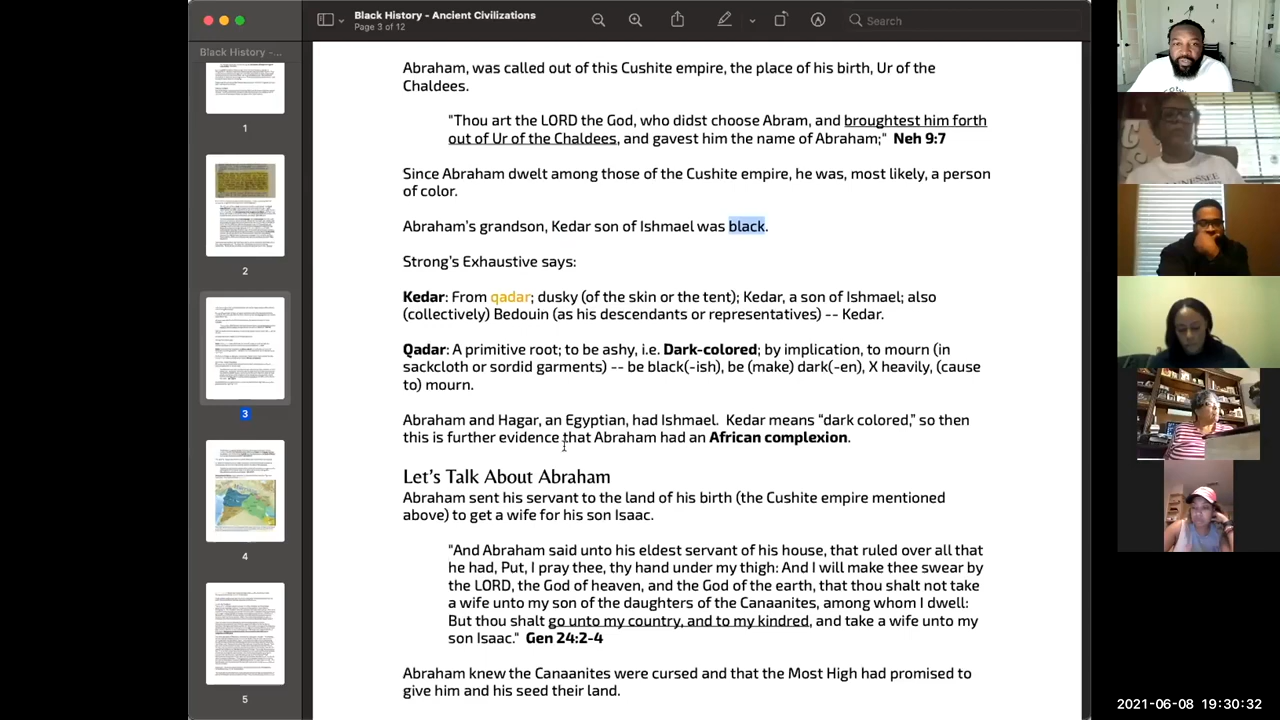 Black History - Ancient Civilizations
Page 3 of 12
Search
Black History -...
1
2
3
4
5
Abraham, was called out of this Cushite empire, the place of his birth, Ur of the
Chaldees.
"Thou art the LORD the God, who didst choose Abram, and broughtest him forth
out of Ur of the Chaldees, and gavest him the name of Abraham;" Neh 9:7
Since Abraham dwelt among those of the Cushite empire, he was, most likely, a person
of color.
Abraham's grandson, Kedar son of Ishmael was black.
Strong's Exhaustive says:
Kedar: From qadar; dusky (of the skin or the tent); Kedar, a son of Ishmael; also
(collectively) Bedouin (as his descendants or representatives) -- Kedar.
Qadar: A primitive root; to be ashy, i.e. dark-colored; by implication, to mourn (in
sackcloth or sordid garments) -- be black(-ish), be (make) dark(-en), X heavily, (cause
to) mourn.
Abraham and Hagar, an Egyptian, had Ishmael. Kedar means “dark colored,” so then
this is further evidence that Abraham had an African complexion.
Let's Talk About Abraham
Abraham sent his servant to the land of his birth (the Cushite empire mentioned
above) to get a wife for his son Isaac.
"And Abraham said unto his eldest servant of his house, that ruled over all that
he had, Put, I pray thee, thy hand under my thigh: And I will make thee swear by
the LORD, the God of heaven, and the God of the earth, that thou shalt not take
a wife unto my son of the daughters of the Canaanites, among whom I dwell:
But thou shalt go unto my country, and to my kindred, and take a wife unto my
son Isaac." Gen 24:2-4
Abraham knew the Canaanites were cursed and that the Most High had promised to
give him and his seed their land.
2021-06-08 19:30:32